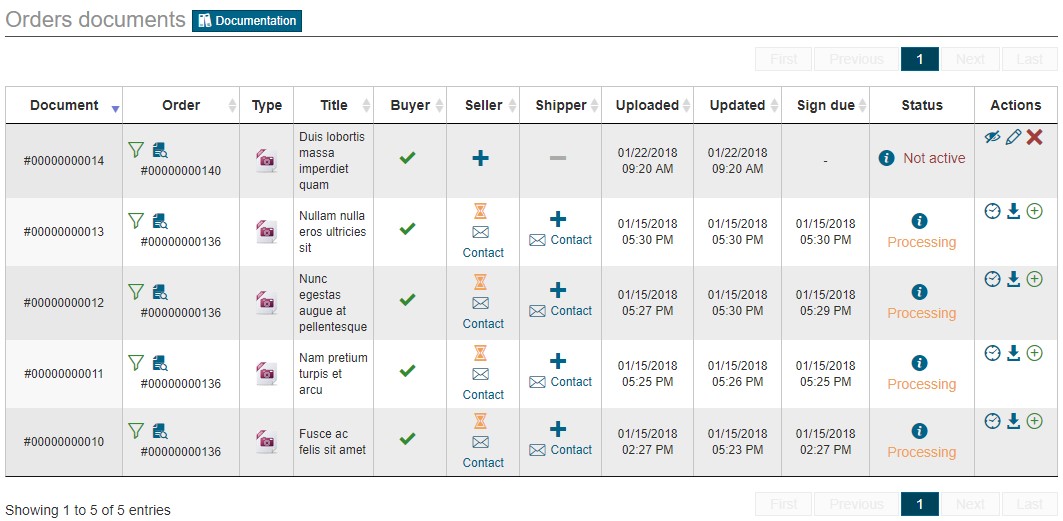 Orders documents Documentation
First Previous 1 Next Last
Document Order Type Title Buyer Seller Shipper Uploaded Updated Sign due Status Actions
#00000000014 #00000000140 Duis lobortis massa imperdiet quam 01/22/2018 09:20 AM 01/22/2018 09:20 AM - Not active
#00000000013 #00000000136 Nullam nulla eros ultricies sit Contact Contact 01/15/2018 05:30 PM 01/15/2018 05:30 PM 01/15/2018 05:30 PM Processing
#00000000012 #00000000136 Nunc egestas augue at pellentesque Contact Contact 01/15/2018 05:27 PM 01/15/2018 05:30 PM 01/15/2018 05:29 PM Processing
#00000000011 #00000000136 Nam pretium turpis et arcu Contact Contact 01/15/2018 05:25 PM 01/15/2018 05:26 PM 01/15/2018 05:25 PM Processing
#00000000010 #00000000136 Fusce ac felis sit amet Contact Contact 01/15/2018 02:27 PM 01/15/2018 05:23 PM 01/15/2018 02:27 PM Processing
Showing 1 to 5 of 5 entries
First Previous 1 Next Last